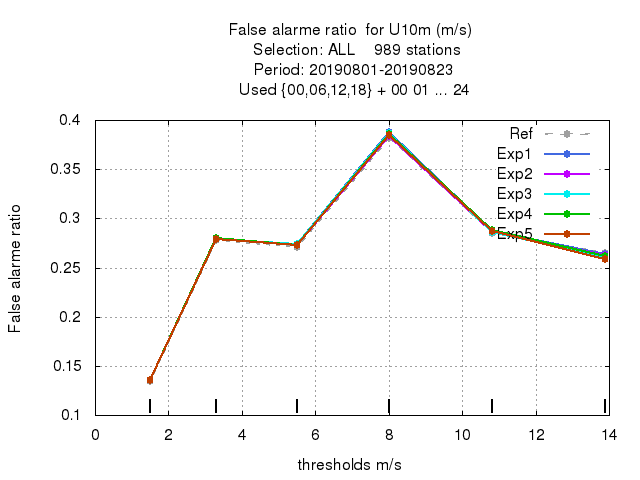 False alarme ratio  for U10m (m/s)
Selection: ALL    989 stations
Period: 20190801-20190823
Used {00,06,12,18} + 00 01 ... 24
0.4
0.35
0.3
0.25
0.2
0.15
0.1
False alarme ratio
Ref
Exp1
Exp2
Exp3
Exp4
Exp5
0 2 4 6 8 10 12 14
thresholds m/s